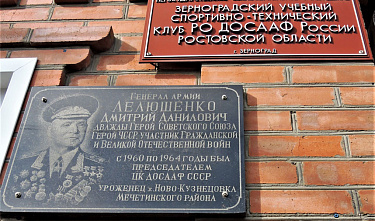 Зерноградский учебный
спортивно-технический
клуб РО ДОСААФ России
Ростовской области
г. Зерноград
Генерал армии
Лелюшенко
Дмитрий Данилович
дважды Герой Советского Союза
Герой ЧССР, участник Гражданской
и Великой Отечественной войн
с 1960 по 1964 годы был
председателем
ЦК ДОСААФ СССР
уроженец х. Ново-Кузнецовка
Мечетинского района